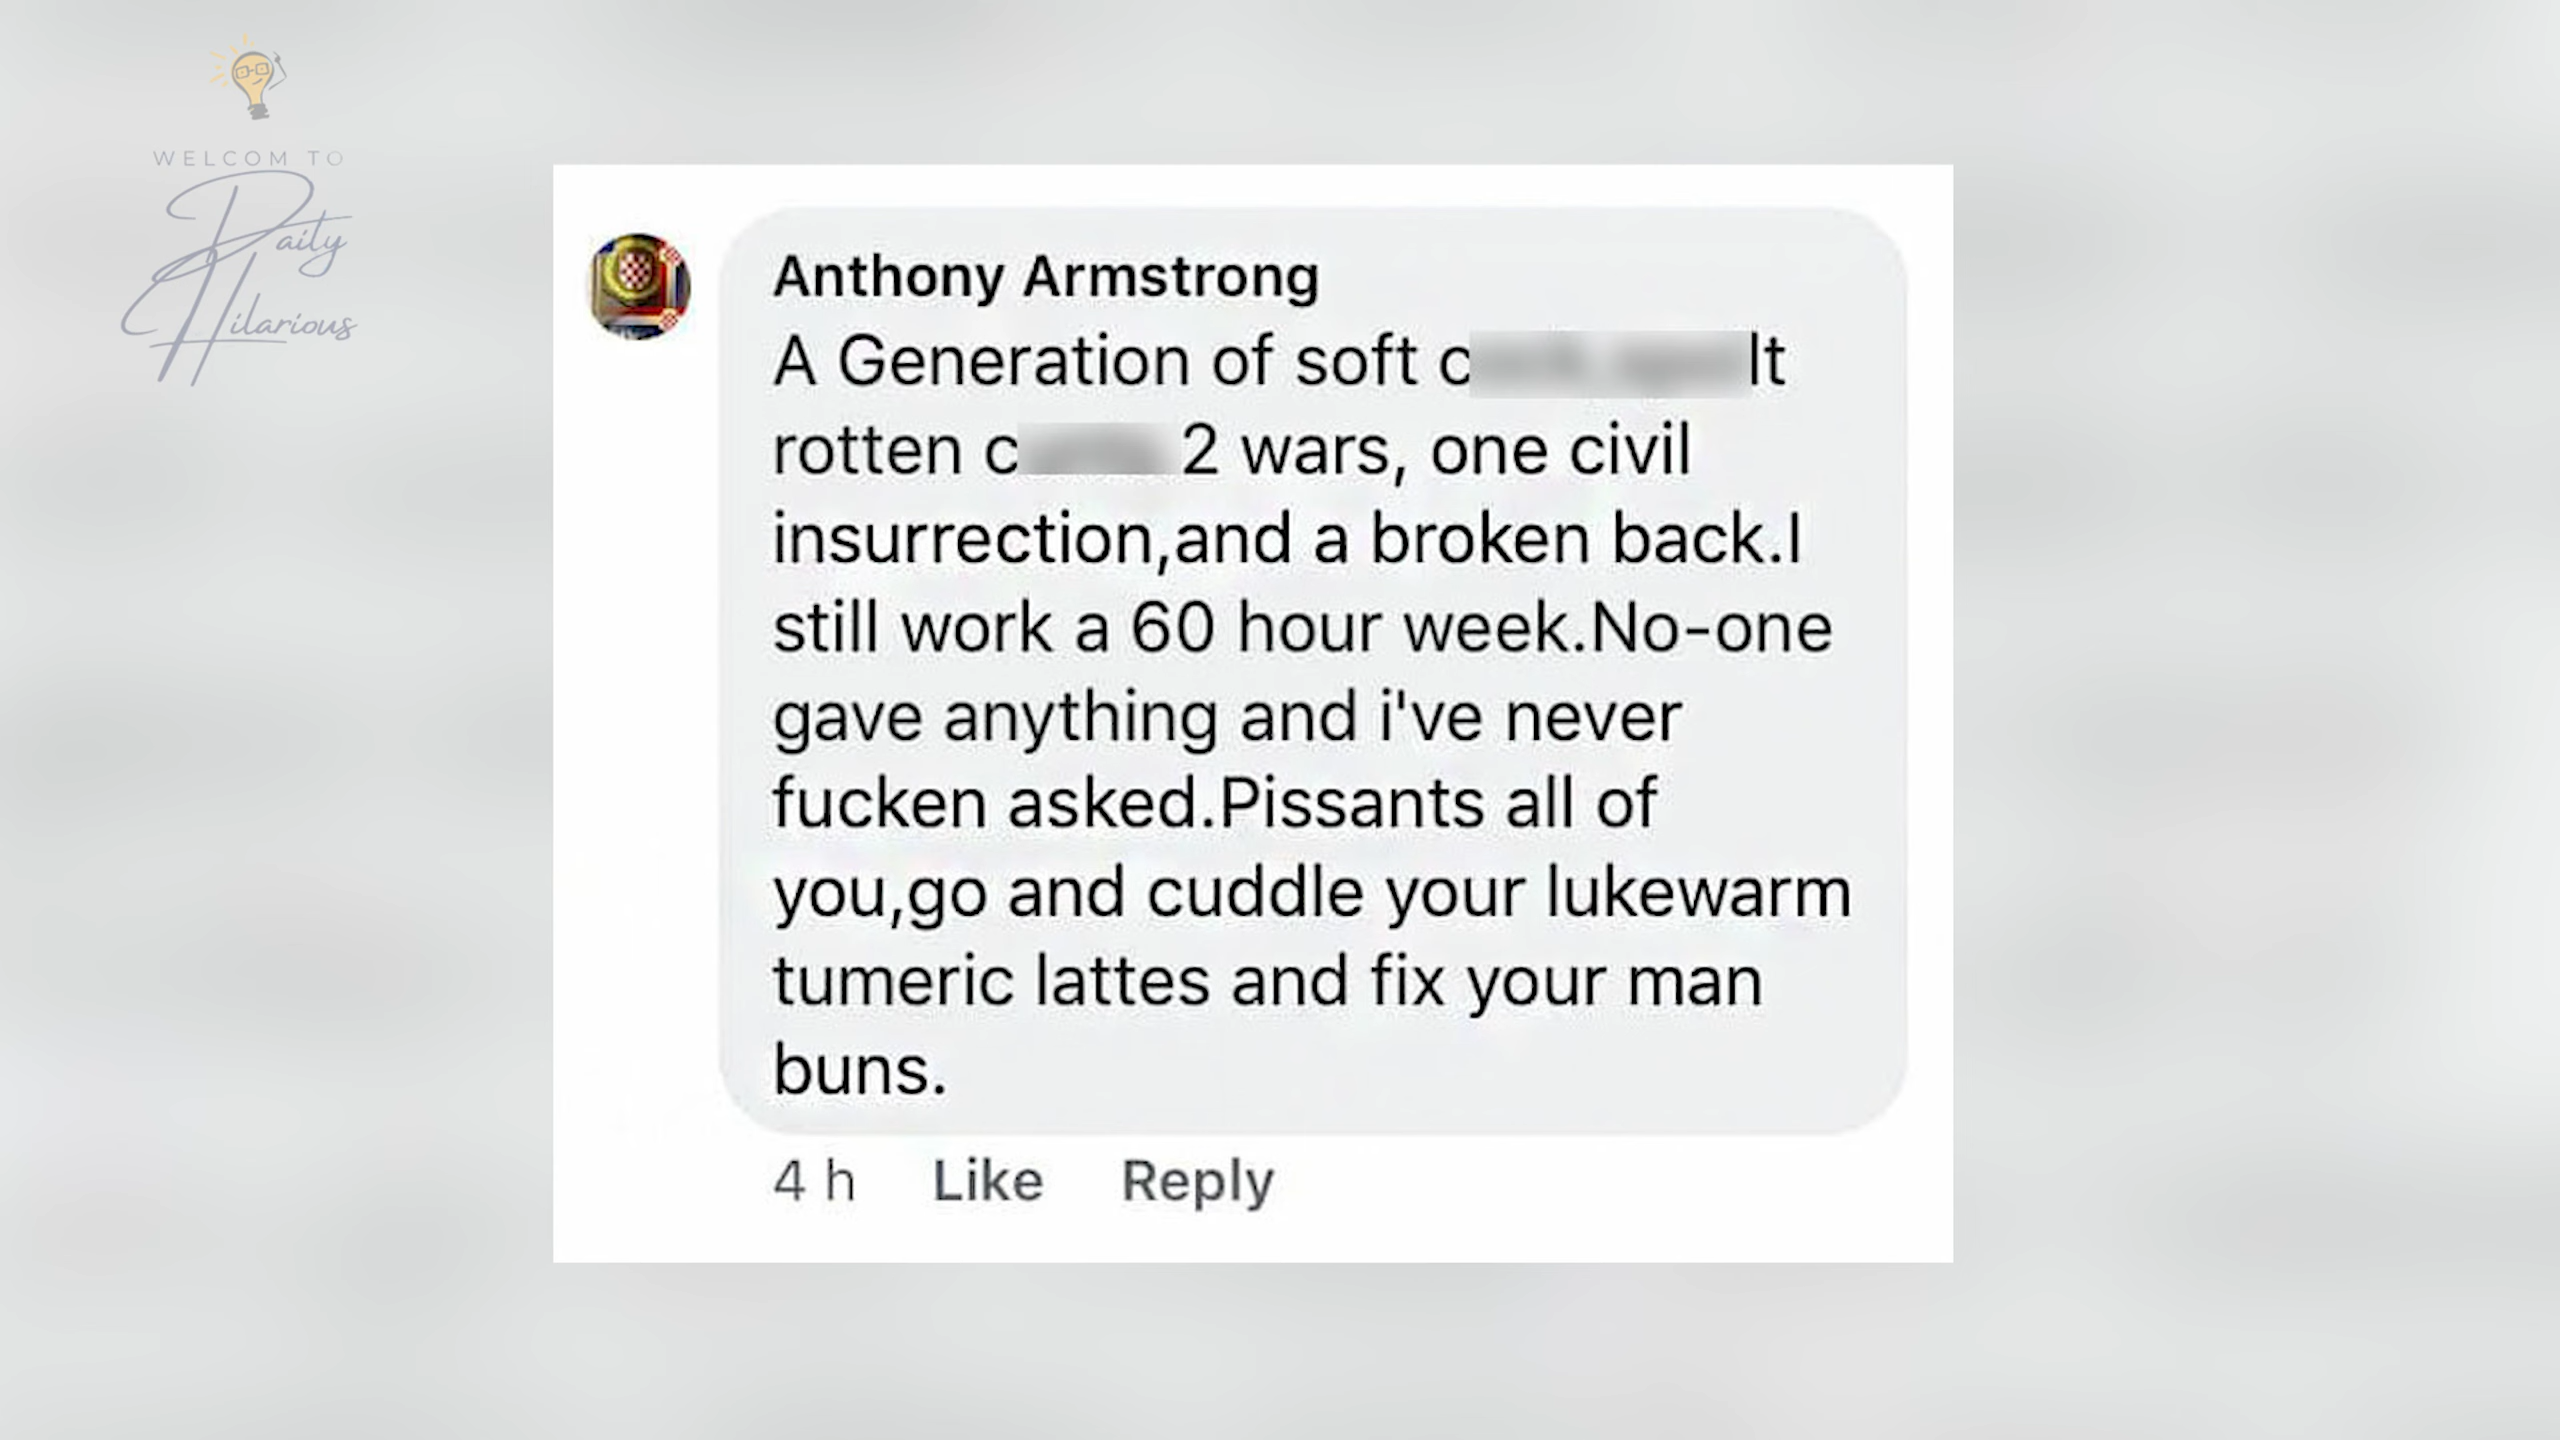 WELCOM TO
Daily
Hilarious
Anthony Armstrong
A Generation of soft c lt
rotten c 2 wars, one civil
insurrection,and a broken back.I
still work a 60 hour week.No-one
gave anything and i've never
fucken asked.Pissants all of
you,go and cuddle your lukewarm
tumeric lattes and fix your man
buns.
4 h Like Reply